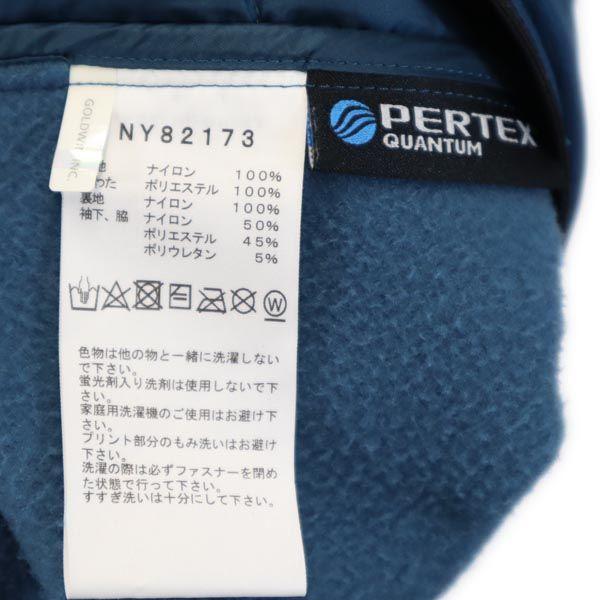 GOLDWIN INC.
NY82173
地 ナイロン 100%
わた ポリエステル 100%
裏地 ナイロン 100%
袖下、脇 ナイロン 50%
ポリエステル 45%
ポリウレタン 5%
W
色物は他の物と一緒に洗濯しない
で下さい。
蛍光剤入り洗剤は使用しないで下
さい。
家庭用洗濯機のご使用はお避け下
さい。
プリント部分のもみ洗いはお避け
下さい。
洗濯の際は必ずファスナーを閉め
た状態で行って下さい。
すすぎ洗いは十分にして下さい。
PERTEX
QUANTUM